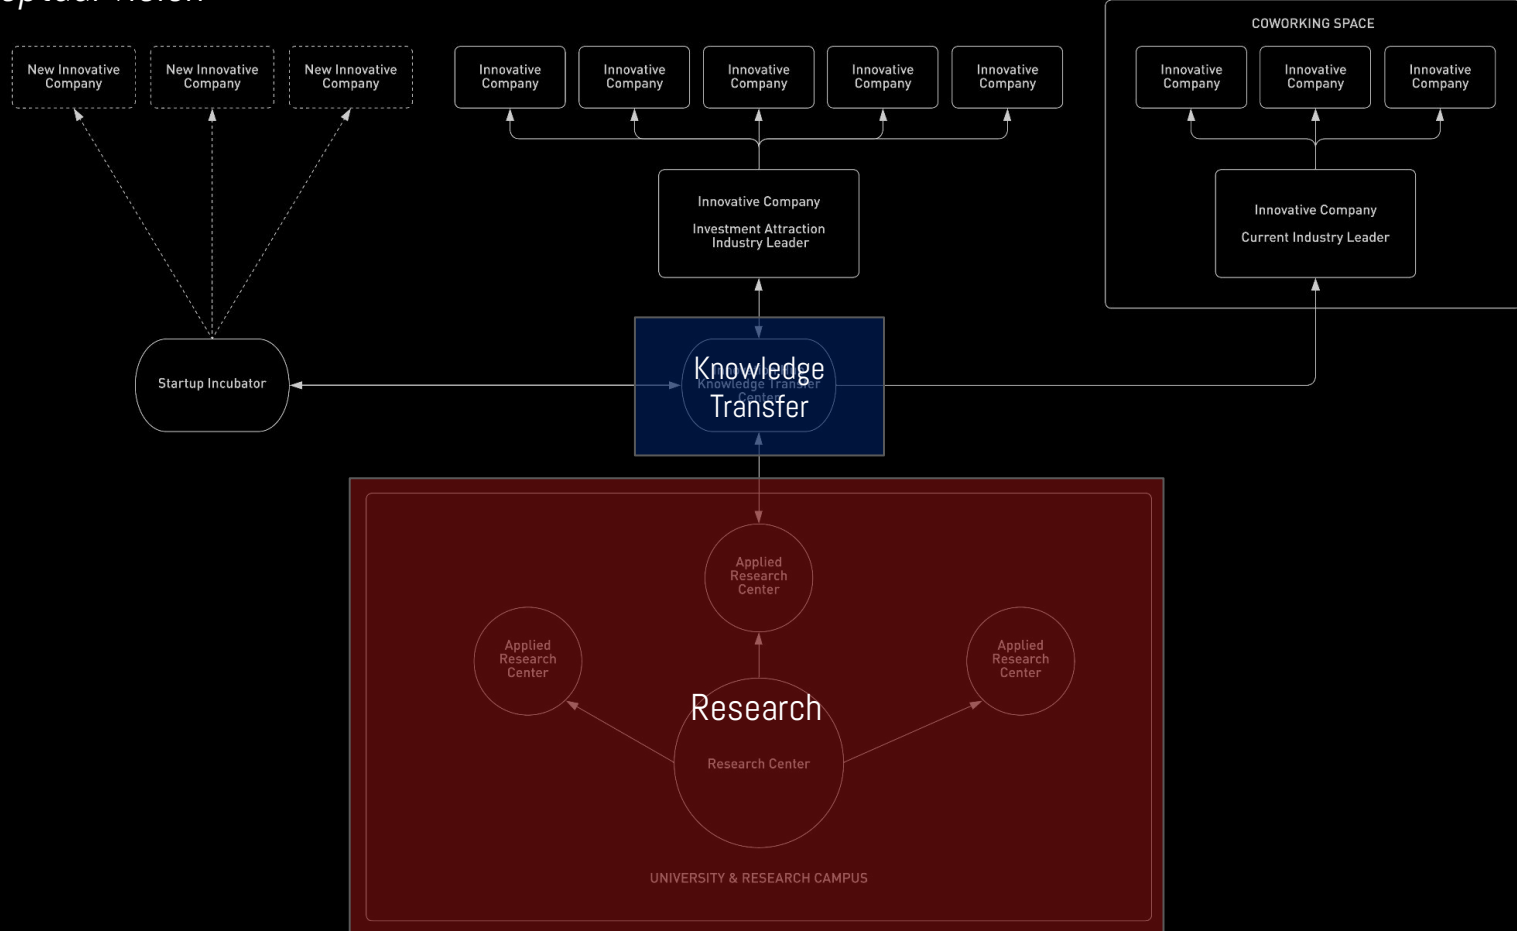 COWORKING SPACE
New Innovative
Company
New Innovative
Company
New Innovative
Company
Innovative
Company
Innovative
Company
Innovative
Company
Innovative
Company
Innovative
Company
Innovative
Company
Innovative
Company
Innovative
Company
Innovative Company
Investment Attraction
Industry Leader
Innovative Company
Current Industry Leader
Startup Incubator
Knowledge
Transfer
Knowledge Transfer
Center
Applied
Research
Center
Applied
Research
Center
Applied
Research
Center
Research
Research Center
UNIVERSITY & RESEARCH CAMPUS